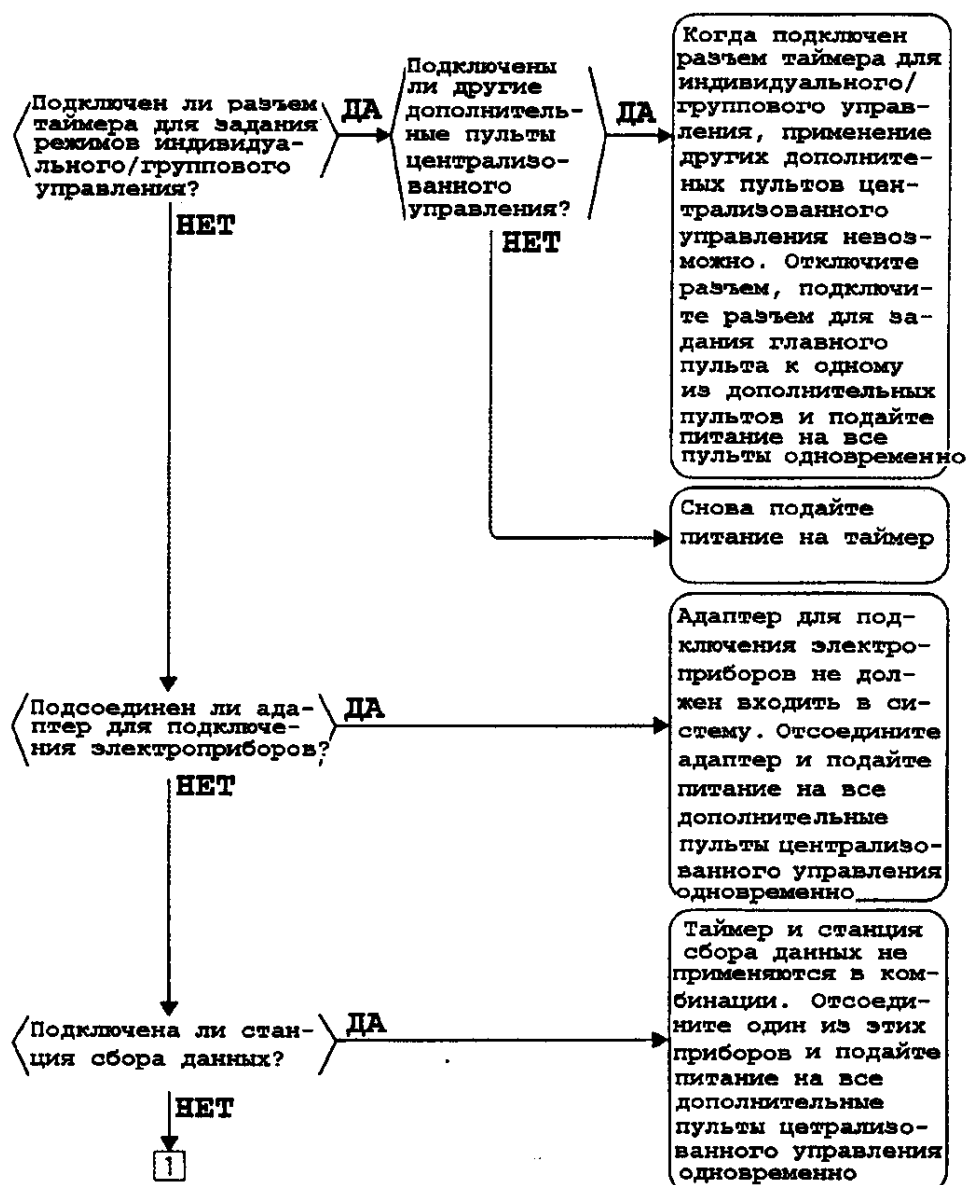 Подключен ли разъем
таймера для задания
режимов индивидуа-
льного/группового
управления?
ДА
НЕТ
Подключены
ли другие
дополнитель-
ные пульты
централизо-
ванного
управления?
ДА
НЕТ
Когда подключен
разъем таймера для
индивидуального/
группового управ-
ления, применение
других дополните-
ных пультов цен-
трализованного
управления невоз-
можно. Отключите
разъем, подключи-
те разъем для за-
дания главного
пульта к одному
из дополнительных
пультов и подайте
питание на все
пульты одновременно
Снова подайте
питание на таймер
Подсоединен ли ада-
птер для подключе-
ния электроприборов?
ДА
НЕТ
Адаптер для под-
ключения электро-
приборов не дол-
жен входить в си-
стему. Отсоедините
адаптер и подайте
питание на все
дополнительные
пульты централизо-
ванного управления
одновременно
Подключена ли стан-
ция сбора данных?
ДА
НЕТ
1
Таймер и станция
сбора данных не
применяются в ком-
бинации. Отсоеди-
ните один из этих
приборов и подайте
питание на все
дополнительные
пульты цетрализо-
ванного управления
одновременно